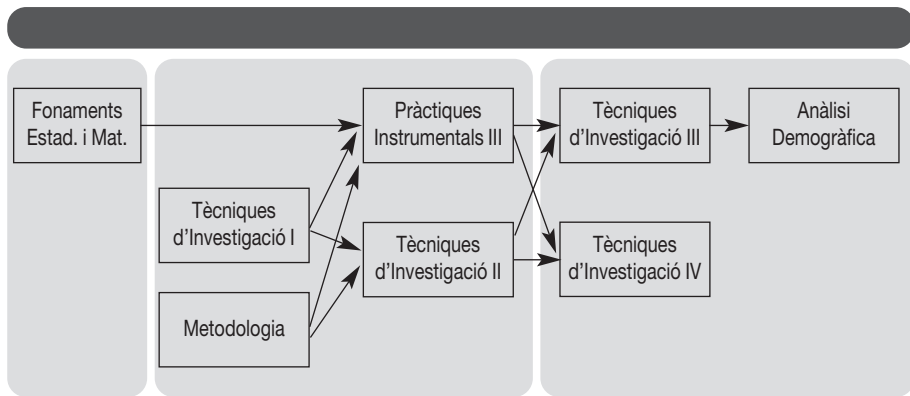 Fonaments
Estad. i Mat.
Pràctiques
Instrumentals III
Tècniques
d'Investigació III
Anàlisi
Demogràfica
Tècniques
d'Investigació I
Tècniques
d'Investigació II
Tècniques
d'Investigació IV
Metodologia